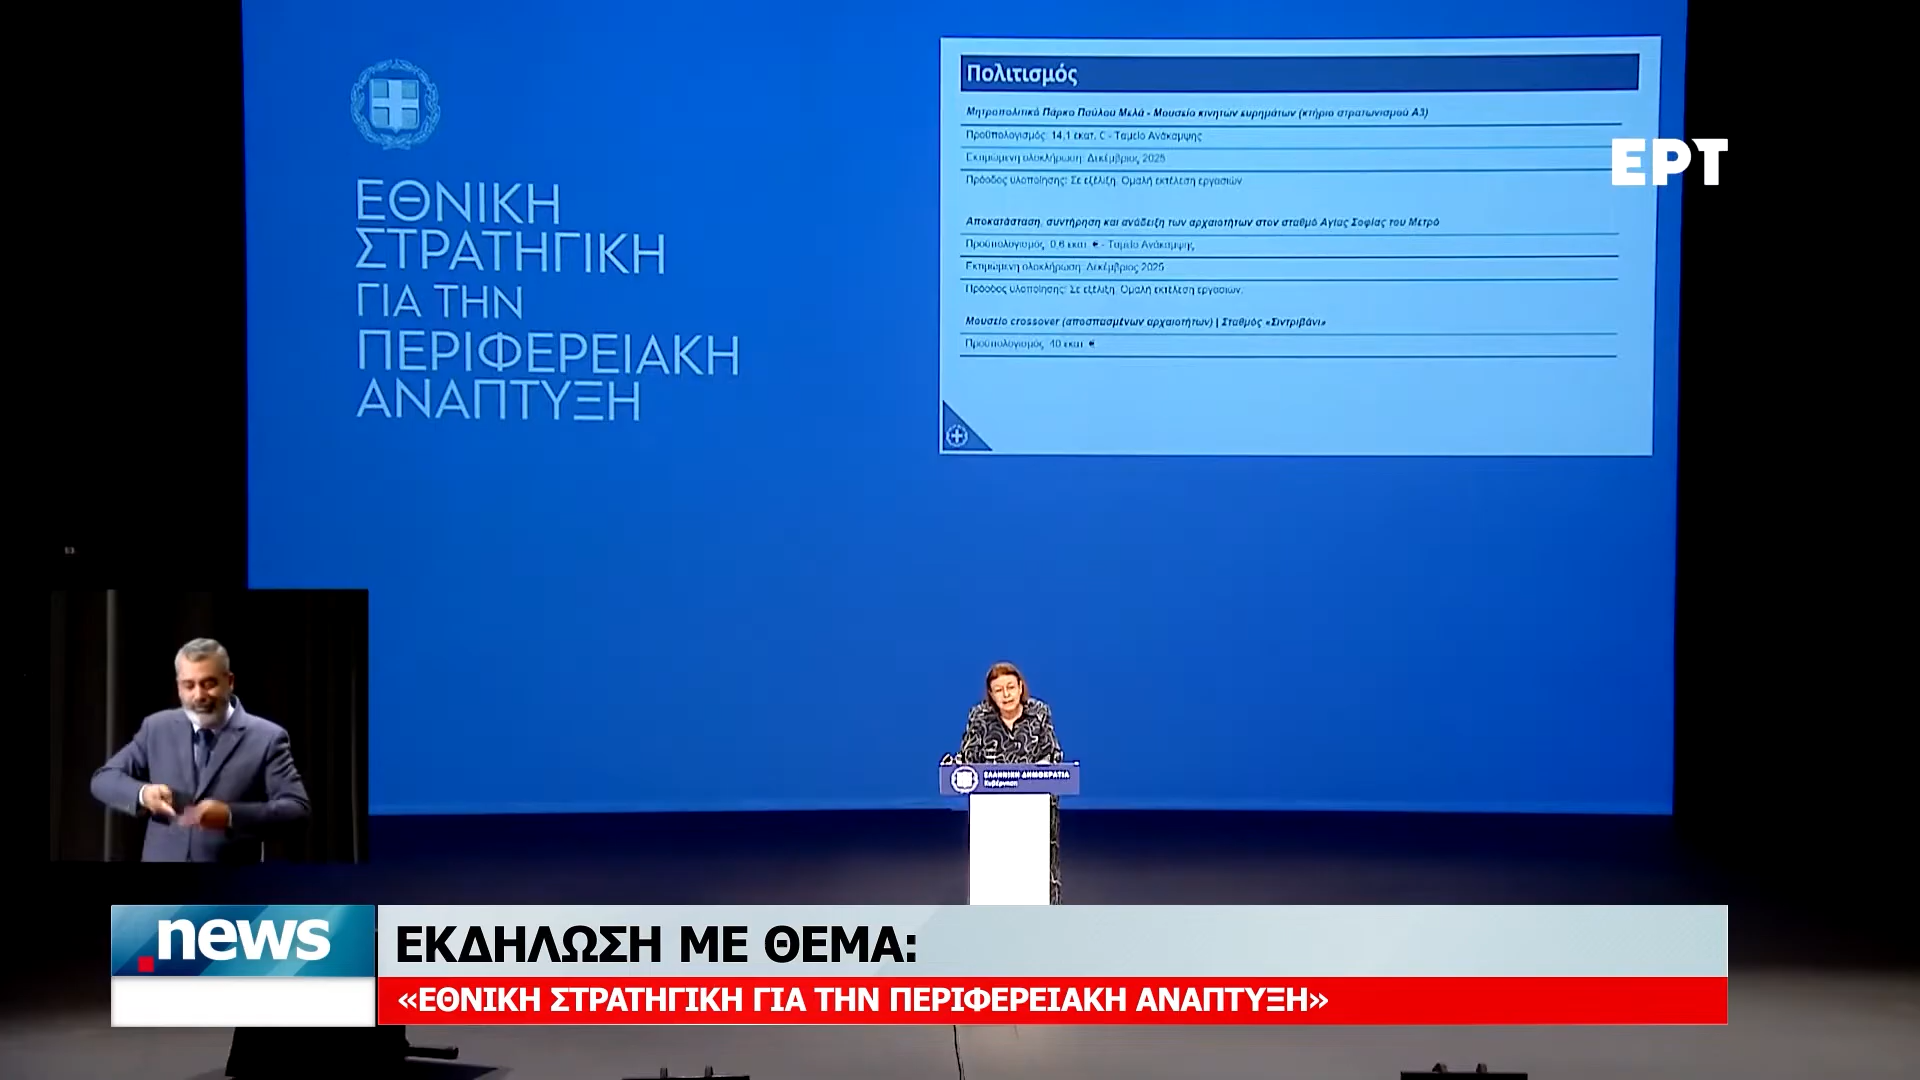 ΕΘΝΙΚΗ
ΣΤΡΑΤΗΓΙΚΗ
ΓΙΑ ΤΗΝ
ΠΕΡΙΦΕΡΕΙΑΚΗ
ΑΝΑΠΤΥΞΗ
Πολιτισμός
Μητροπολιτικό Πάρκο Παύλου Μελά - Μουσείο κινητών ευρημάτων (κτήριο στρατωνισμού Α3)
Προϋπολογισμός: 14,1 εκατ. € - Ταμείο Ανάκαμψης
Εκτιμώμενη ολοκλήρωση: Δεκέμβριος 2025
Πρόοδος υλοποίησης: Σε εξέλιξη. Ομαλή εκτέλεση εργασιών
Αποκατάσταση, συντήρηση και ανάδειξη των αρχαιοτήτων στον σταθμό Αγίας Σοφίας του Μετρό
Προϋπολογισμός: 0,6 εκατ. € - Ταμείο Ανάκαμψης
Εκτιμώμενη ολοκλήρωση: Δεκέμβριος 2025
Πρόοδος υλοποίησης: Σε εξέλιξη. Ομαλή εκτέλεση εργασιών.
Μουσείο crossover (αποσπασμένων αρχαιοτήτων) | Σταθμός «Σιντριβάνι»
Προϋπολογισμός: 40 εκατ. €
ΕΡΤ
ΕΛΛΗΝΙΚΗ ΔΗΜΟΚΡΑΤΙΑ
Κυβέρνηση
.news
ΕΚΔΗΛΩΣΗ ΜΕ ΘΕΜΑ:
«ΕΘΝΙΚΗ ΣΤΡΑΤΗΓΙΚΗ ΓΙΑ ΤΗΝ ΠΕΡΙΦΕΡΕΙΑΚΗ ΑΝΑΠΤΥΞΗ»